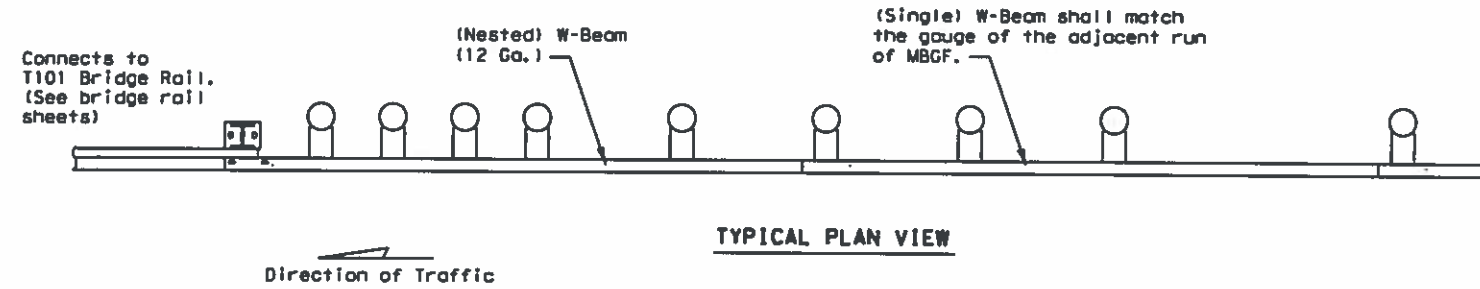 Connects to
T101 Bridge Rail.
(See bridge rail
sheets)
(Nested) W-Beam
(12 Ga.)
(Single) W-Beam shall match
the gauge of the adjacent run
of MBGF.
TYPICAL PLAN VIEW
Direction of Traffic